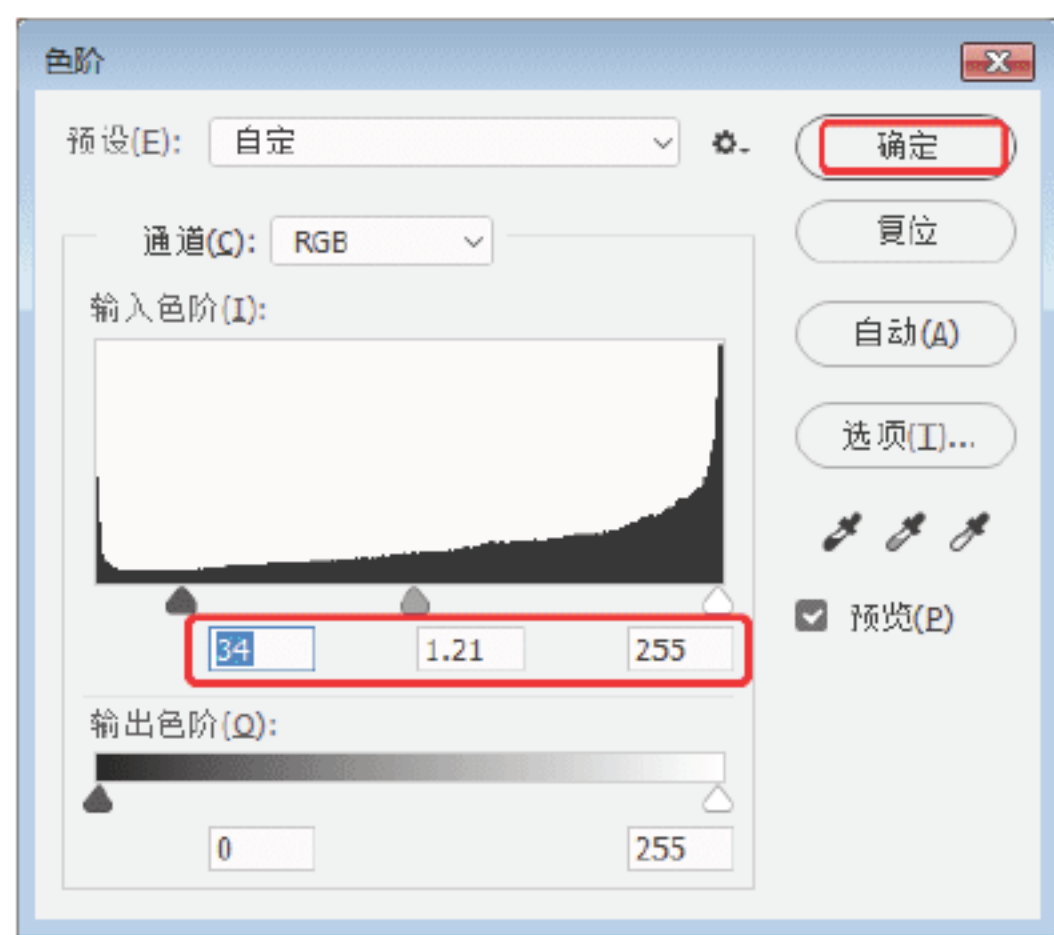 色阶
预设(E): 自定
确定
通道(C): RGB
复位
输入色阶(I):
自动(A)
选项(T)...
34 1.21 255
预览(P)
输出色阶(O):
0 255